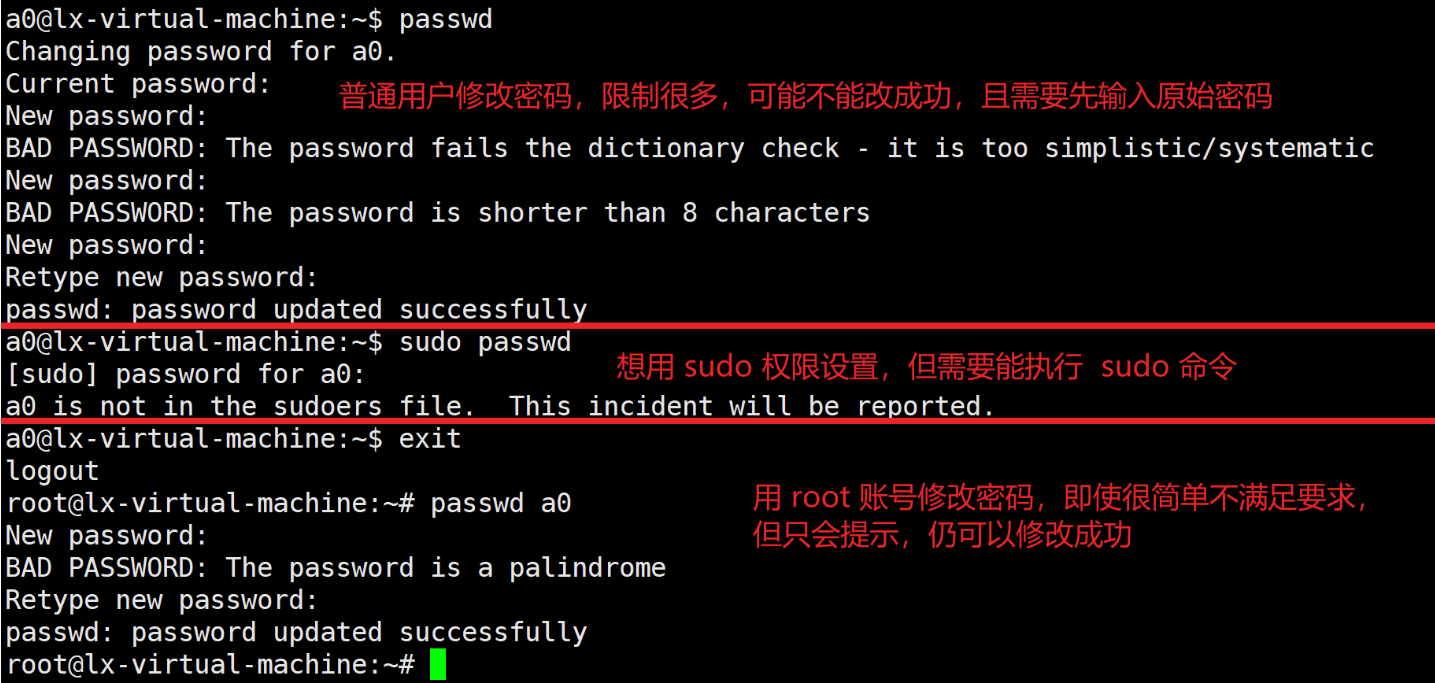 a0@lx-virtual-machine:~$ passwd
Changing password for a0.
Current password:
普通用户修改密码，限制很多，可能不能改成功，且需要先输入原始密码
New password:
BAD PASSWORD: The password fails the dictionary check - it is too simplistic/systematic
New password:
BAD PASSWORD: The password is shorter than 8 characters
New password:
Retype new password:
passwd: password updated successfully
a0@lx-virtual-machine:~$ sudo passwd
想用 sudo 权限设置，但需要能执行  sudo 命令
[sudo] password for a0:
a0 is not in the sudoers file.  This incident will be reported.
a0@lx-virtual-machine:~$ exit
logout
root@lx-virtual-machine:~# passwd a0
用 root 账号修改密码，即使很简单不满足要求，
但只会提示，仍可以修改成功
New password:
BAD PASSWORD: The password is a palindrome
Retype new password:
passwd: password updated successfully
root@lx-virtual-machine:~#